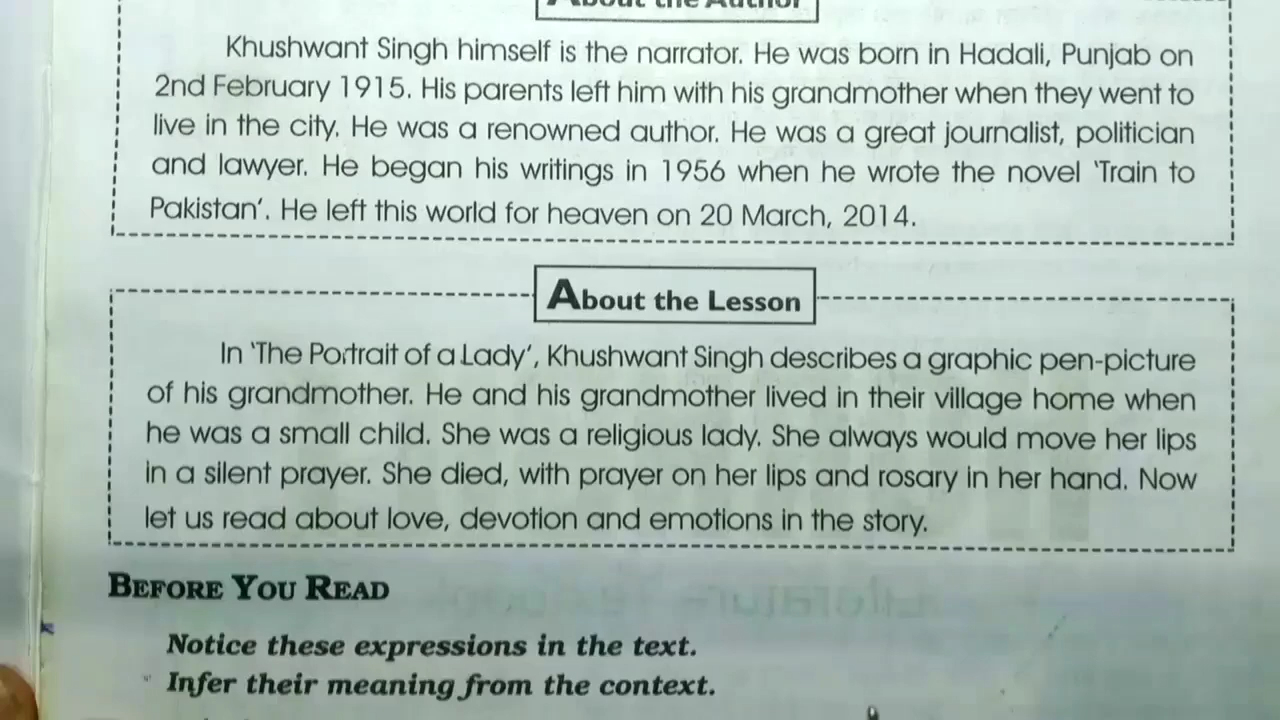 About the Author
Khushwant Singh himself is the narrator. He was born in Hadali, Punjab on
2nd February 1915. His parents left him with his grandmother when they went to
live in the city. He was a renowned author. He was a great journalist, politician
and lawyer. He began his writings in 1956 when he wrote the novel ‘Train to
Pakistan’. He left this world for heaven on 20 March, 2014.
About the Lesson
In ‘The Portrait of a Lady’, Khushwant Singh describes a graphic pen-picture
of his grandmother. He and his grandmother lived in their village home when
he was a small child. She was a religious lady. She always would move her lips
in a silent prayer. She died, with prayer on her lips and rosary in her hand. Now
let us read about love, devotion and emotions in the story.
BEFORE YOU READ
Notice these expressions in the text.
Infer their meaning from the context.